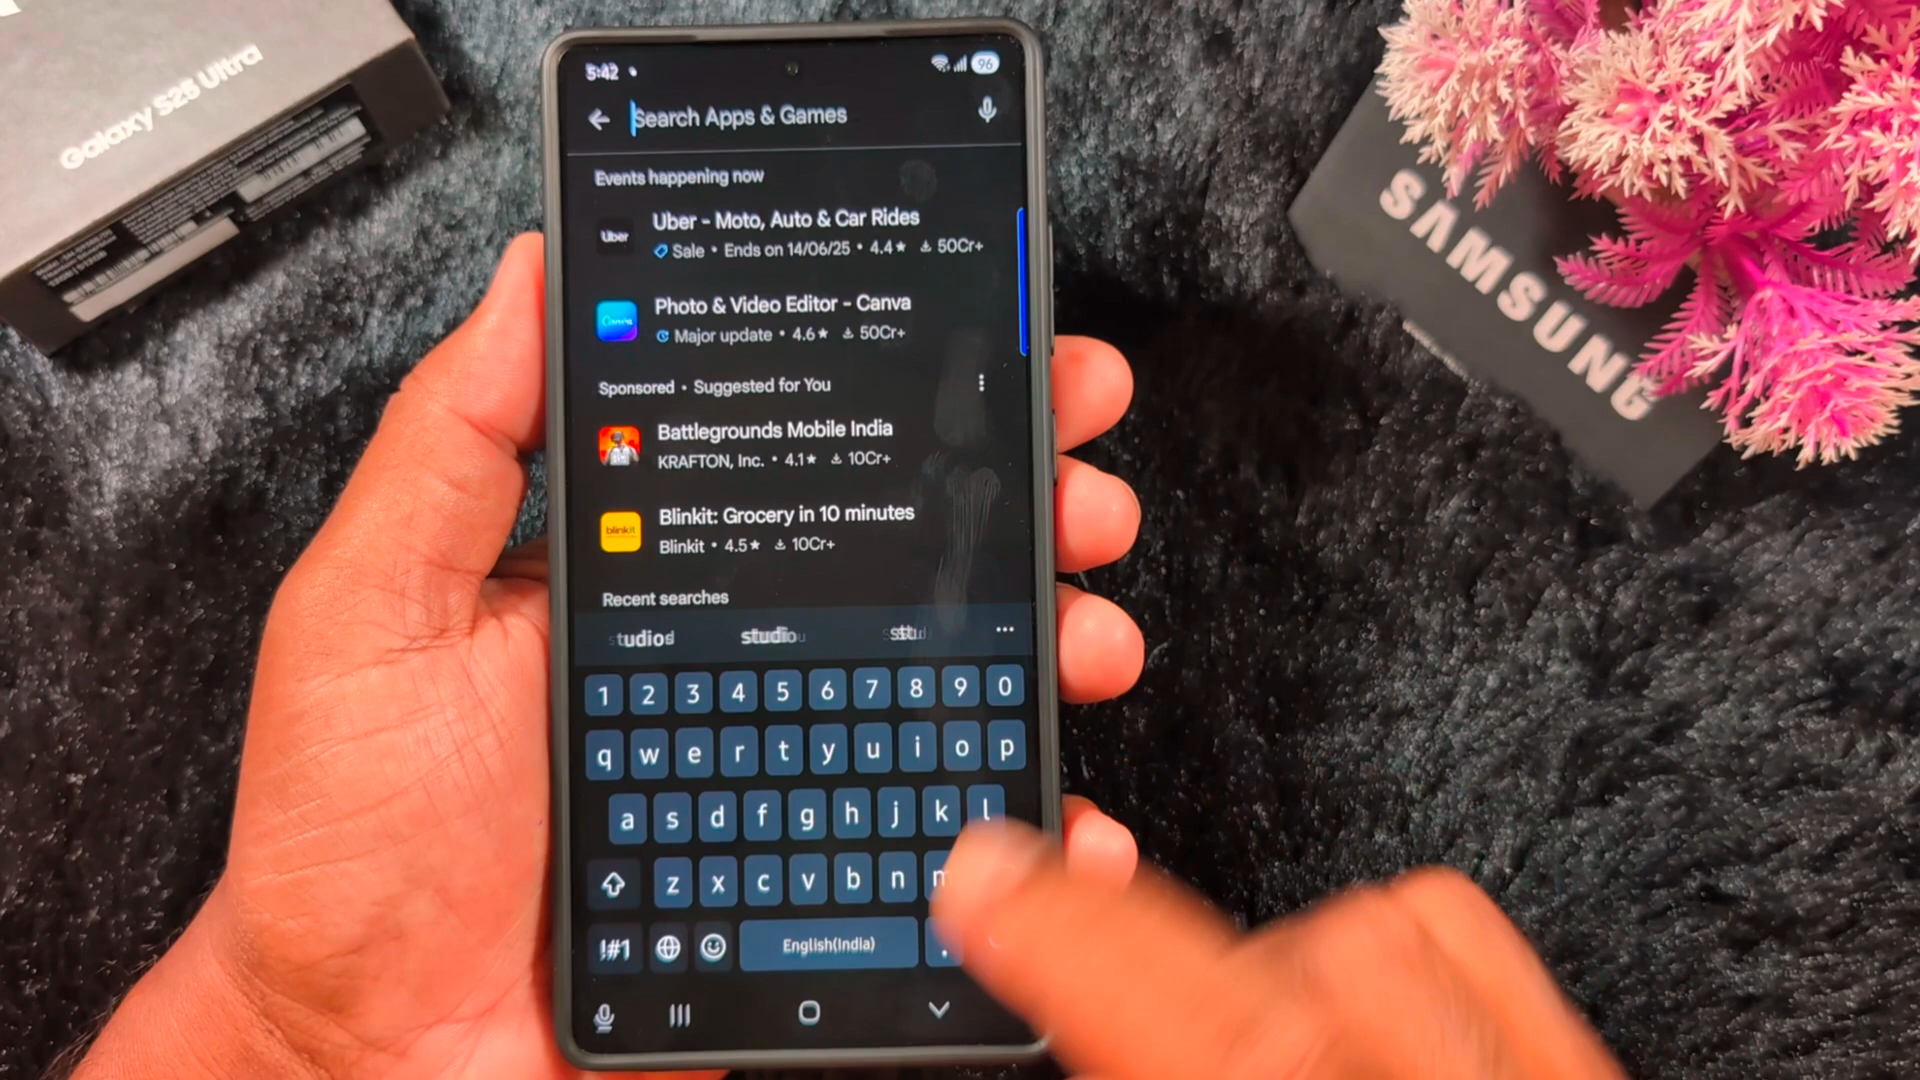 Galaxy S25 Ultra
SAMSUNG
5:42
96
Search Apps & Games
Events happening now
Uber
Uber - Moto, Auto & Car Rides
Sale • Ends on 14/06/25 • 4.4★ 50Cr+
Canva
Photo & Video Editor - Canva
Major update • 4.6★ 50Cr+
Sponsored • Suggested for You
Battlegrounds Mobile India
KRAFTON, Inc. • 4.1★ 10Cr+
blinkit
Blinkit: Grocery in 10 minutes
Blinkit • 4.5★ 10Cr+
Recent searches
studio
1 2 3 4 5 6 7 8 9 0
q w e r t y u i o p
a s d f g h j k l
z x c v b n m
!#1 English(India)